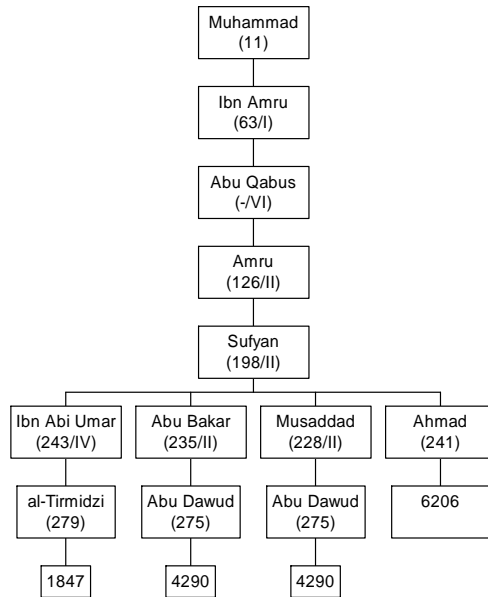 Muhammad
(11)
Ibn Amru
(63/I)
Abu Qabus
(-/VI)
Amru
(126/II)
Sufyan
(198/II)
Ibn Abi Umar
(243/IV)
Abu Bakar
(235/II)
Musaddad
(228/II)
Ahmad
(241)
al-Tirmidzi
(279)
Abu Dawud
(275)
Abu Dawud
(275)
6206
1847
4290
4290